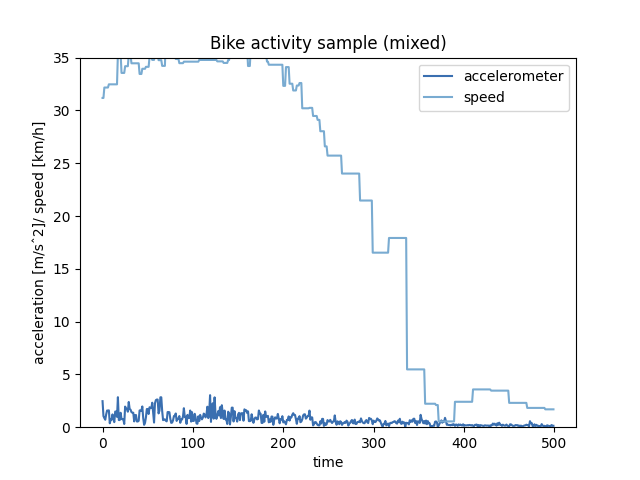 Bike activity sample (mixed)
accelerometer
speed
acceleration [m/s^2]/ speed [km/h]
35
30
25
20
15
10
5
0
0 100 200 300 400 500
time